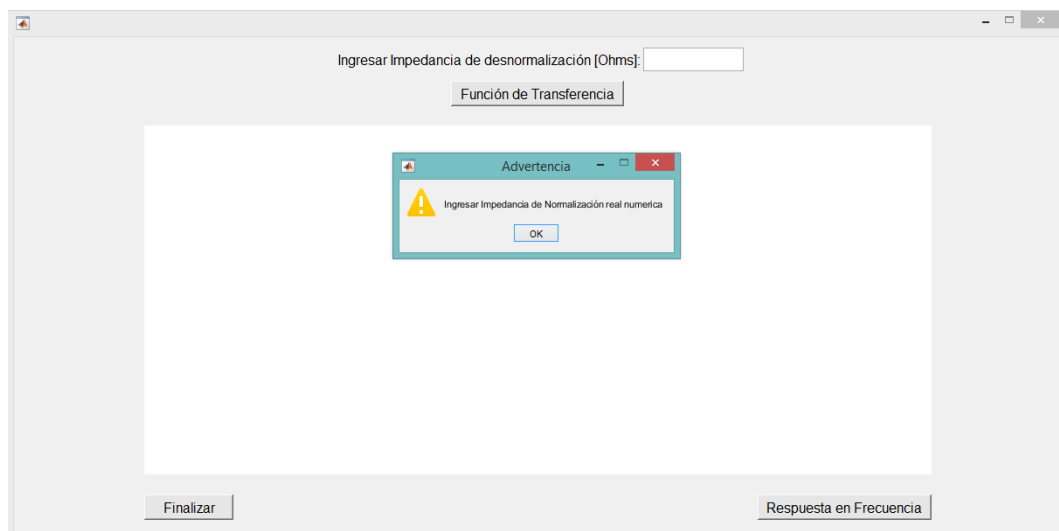 Ingresar Impedancia de desnormalización [Ohms]:
Función de Transferencia
Advertencia
Ingresar Impedancia de Normalización real numerica
OK
Finalizar
Respuesta en Frecuencia